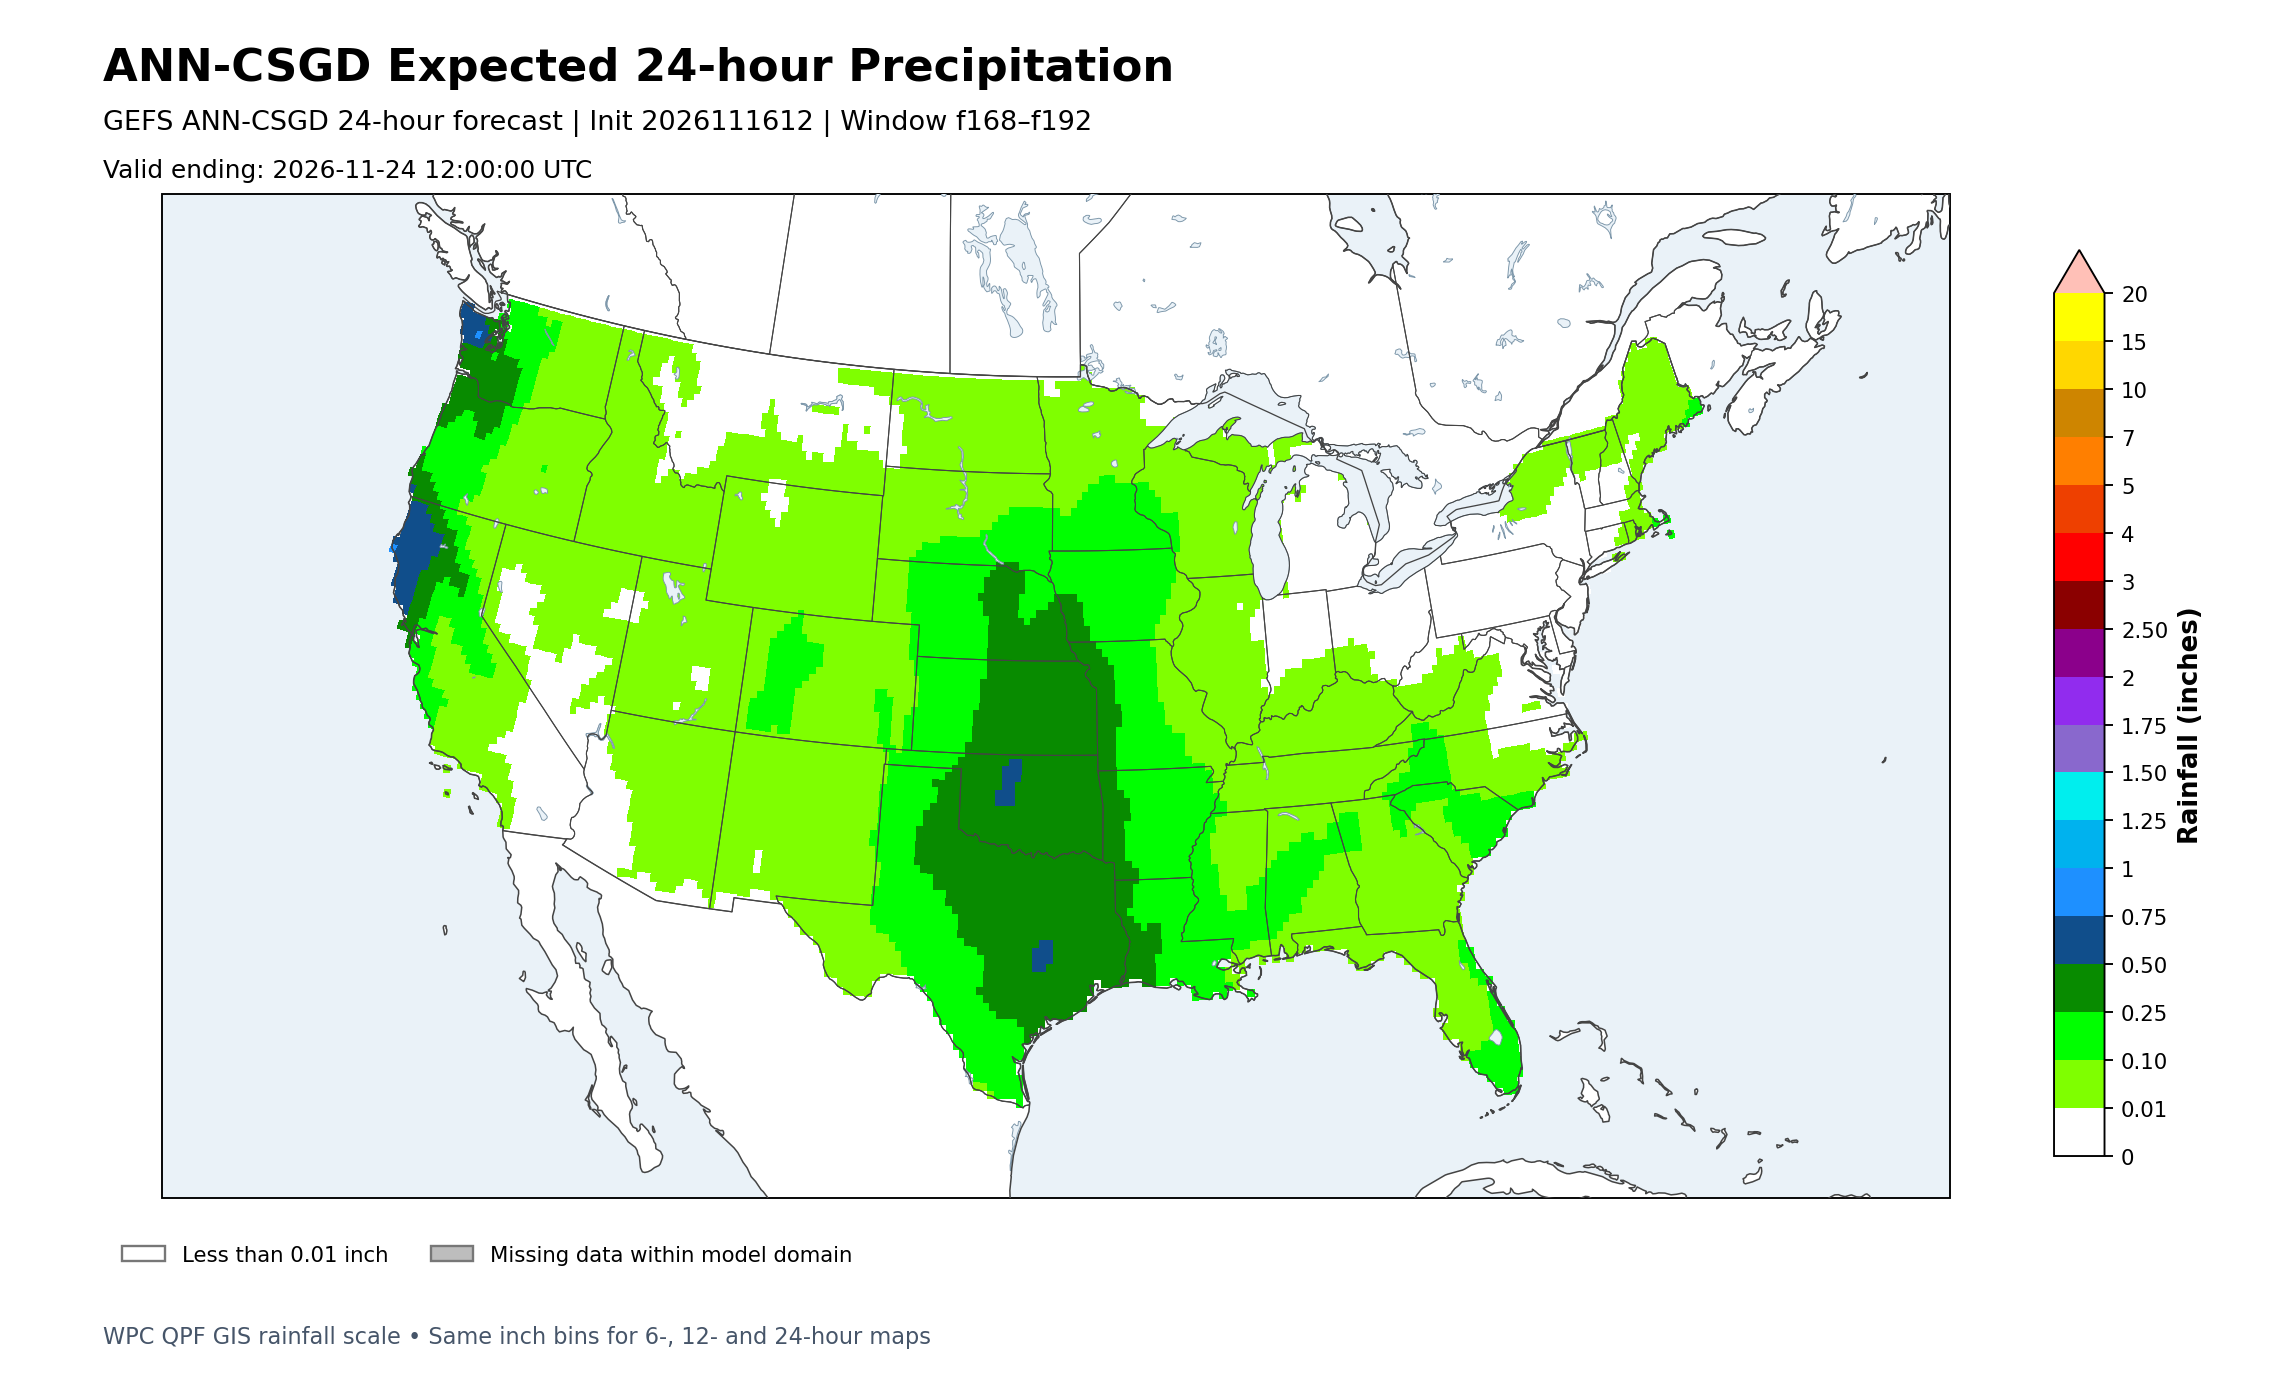 ANN-CSGD Expected 24-hour Precipitation
GEFS ANN-CSGD 24-hour forecast | Init 2026111612 | Window f168–f192
Valid ending: 2026-11-24 12:00:00 UTC
20
15
10
7
5
4
3
2.50
2
1.75
1.50
1.25
1
0.75
0.50
0.25
0.10
0.01
0
Rainfall (inches)
Less than 0.01 inch
Missing data within model domain
WPC QPF GIS rainfall scale • Same inch bins for 6-, 12- and 24-hour maps